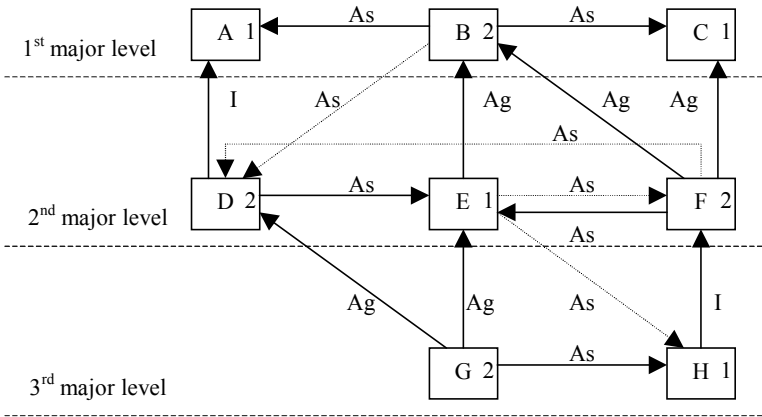 As As
A 1 B 2 C 1
1st major level
I As Ag Ag Ag
As
As As
D 2 E 1 F 2
2nd major level
As
Ag Ag As I
As
G 2 H 1
3rd major level